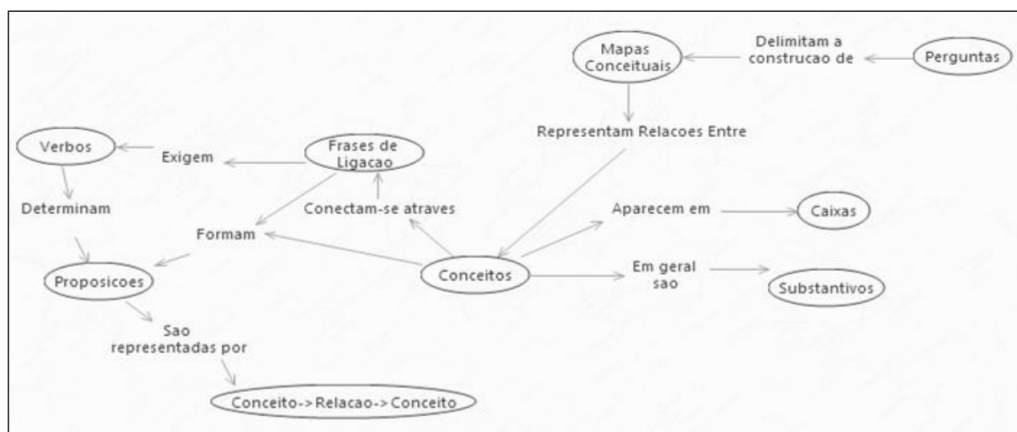 Mapas
Conceituais
Delimitam a
construcao de
Perguntas
Representam Relacoes Entre
Verbos
Exigem
Frases de
Ligacao
Determinam
Conectam-se atraves
Aparecem em
Caixas
Formam
Proposicoes
Conceitos
Em geral
sao
Substantivos
Sao
representadas por
Conceito->Relacao->Conceito